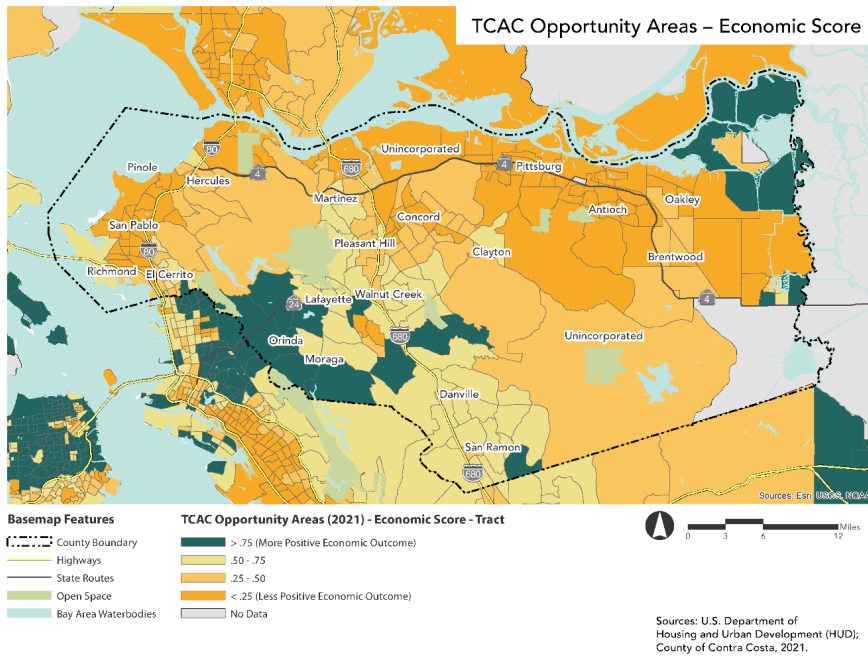 TCAC Opportunity Areas – Economic Score
80
Unincorporated
Pinole
680
4
Pittsburg
4
Hercules
Martinez
Oakley
Antioch
Concord
San Pablo
Pleasant Hill
80
Clayton
Brentwood
Richmond
El Cerrito
24
Lafayette
Walnut Creek
4
680
Unincorporated
Orinda
Moraga
Danville
San Ramon
680
Sources: Esri, USGS, NOAA
Basemap Features
County Boundary
Highways
State Routes
Open Space
Bay Area Waterbodies
TCAC Opportunity Areas (2021) - Economic Score - Tract
> .75 (More Positive Economic Outcome)
.50 - .75
.25 - .50
< .25 (Less Positive Economic Outcome)
No Data
Miles
0 3 6 12
Sources: U.S. Department of
Housing and Urban Development (HUD);
County of Contra Costa, 2021.